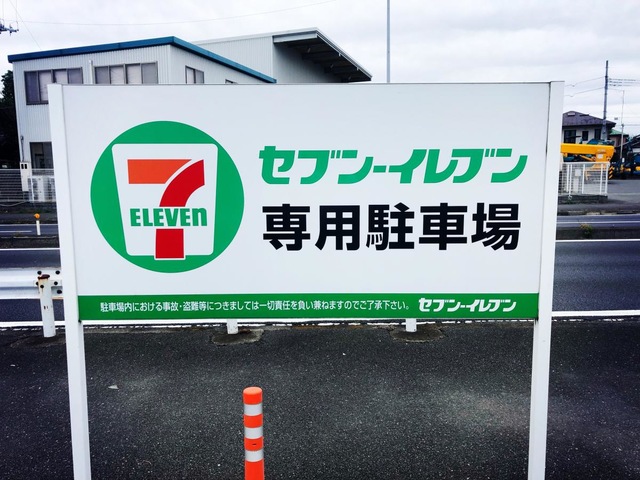 7
ELEVEn
セブン-イレブン
専用駐車場
駐車場内における事故・盗難等につきましては一切責任を負い兼ねますのでご了承下さい。 セブン-イレブン